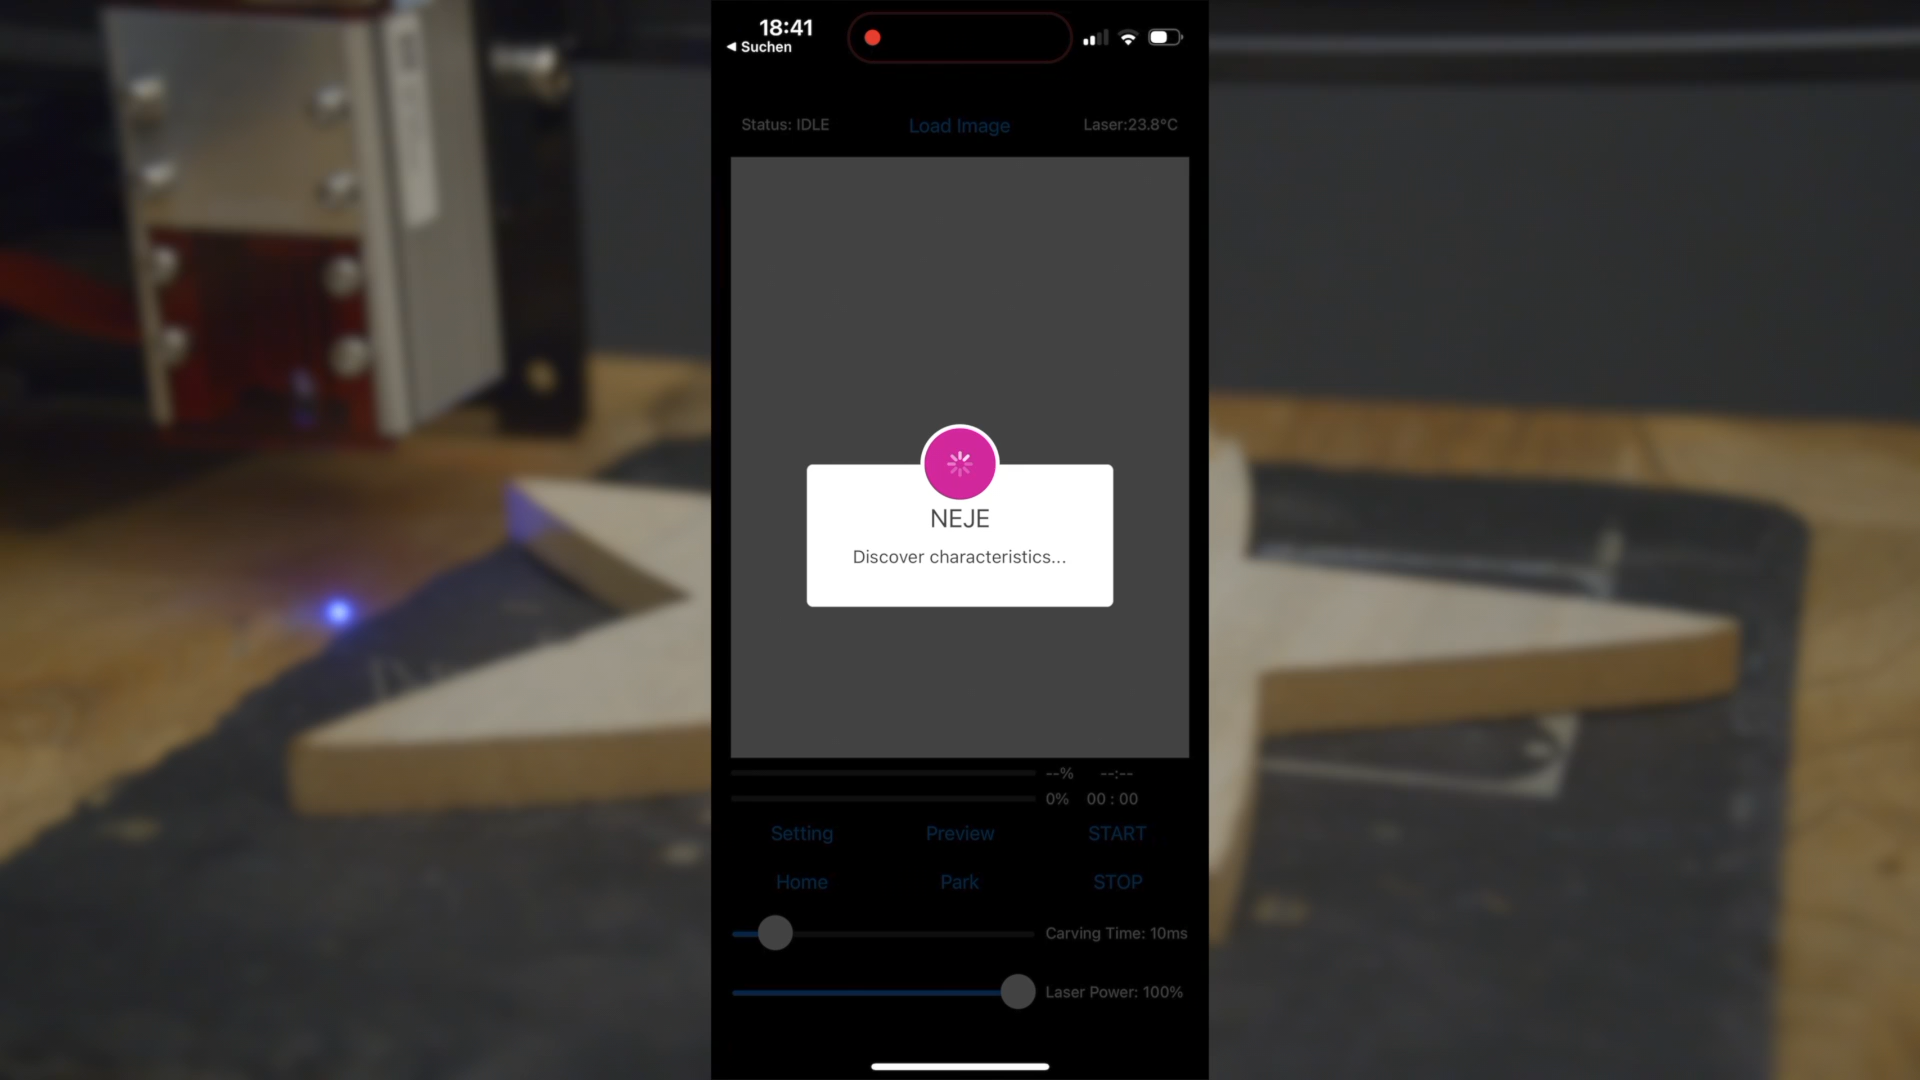 18:41
◀ Suchen
Status: IDLE
Load Image
Laser:23.8°C
NEJE
Discover characteristics...
--% --:--
0% 00 : 00
Setting
Preview
START
Home
Park
STOP
Carving Time: 10ms
Laser Power: 100%